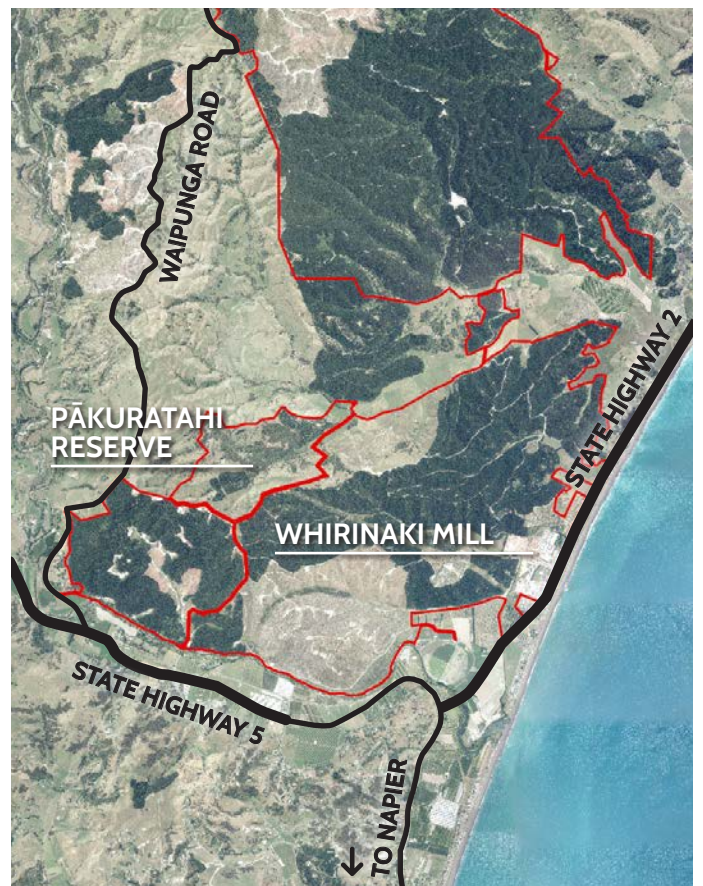 WAIPUNGA ROAD
PĀKURATAHI
RESERVE
STATE HIGHWAY 2
WHIRINAKI MILL
STATE HIGHWAY 5
TO NAPIER